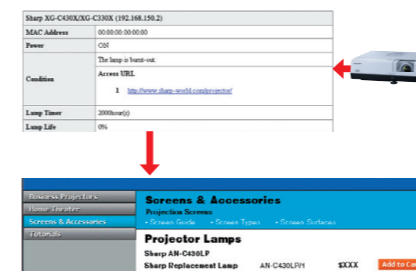 Sharp XG-C430X/XG-C330X (192.168.150.2)
MAC Address 00:00:00:00:00:00
Power ON
Condition
The lamp is burnt-out.
Access URL
1 http://www.sharp-world.com/projector/
Lamp Timer 2000hour(s)
Lamp Life 0%
Business Projectors
Home Theater
Screens & Accessories
Tutorials
Screens & Accessories
Projection Screens
• Screen Guide • Screen Types • Screen Surfaces
Projector Lamps
Sharp AN-C430LP
Sharp Replacement Lamp AN-C430LP/1 $XXX Add to Ca